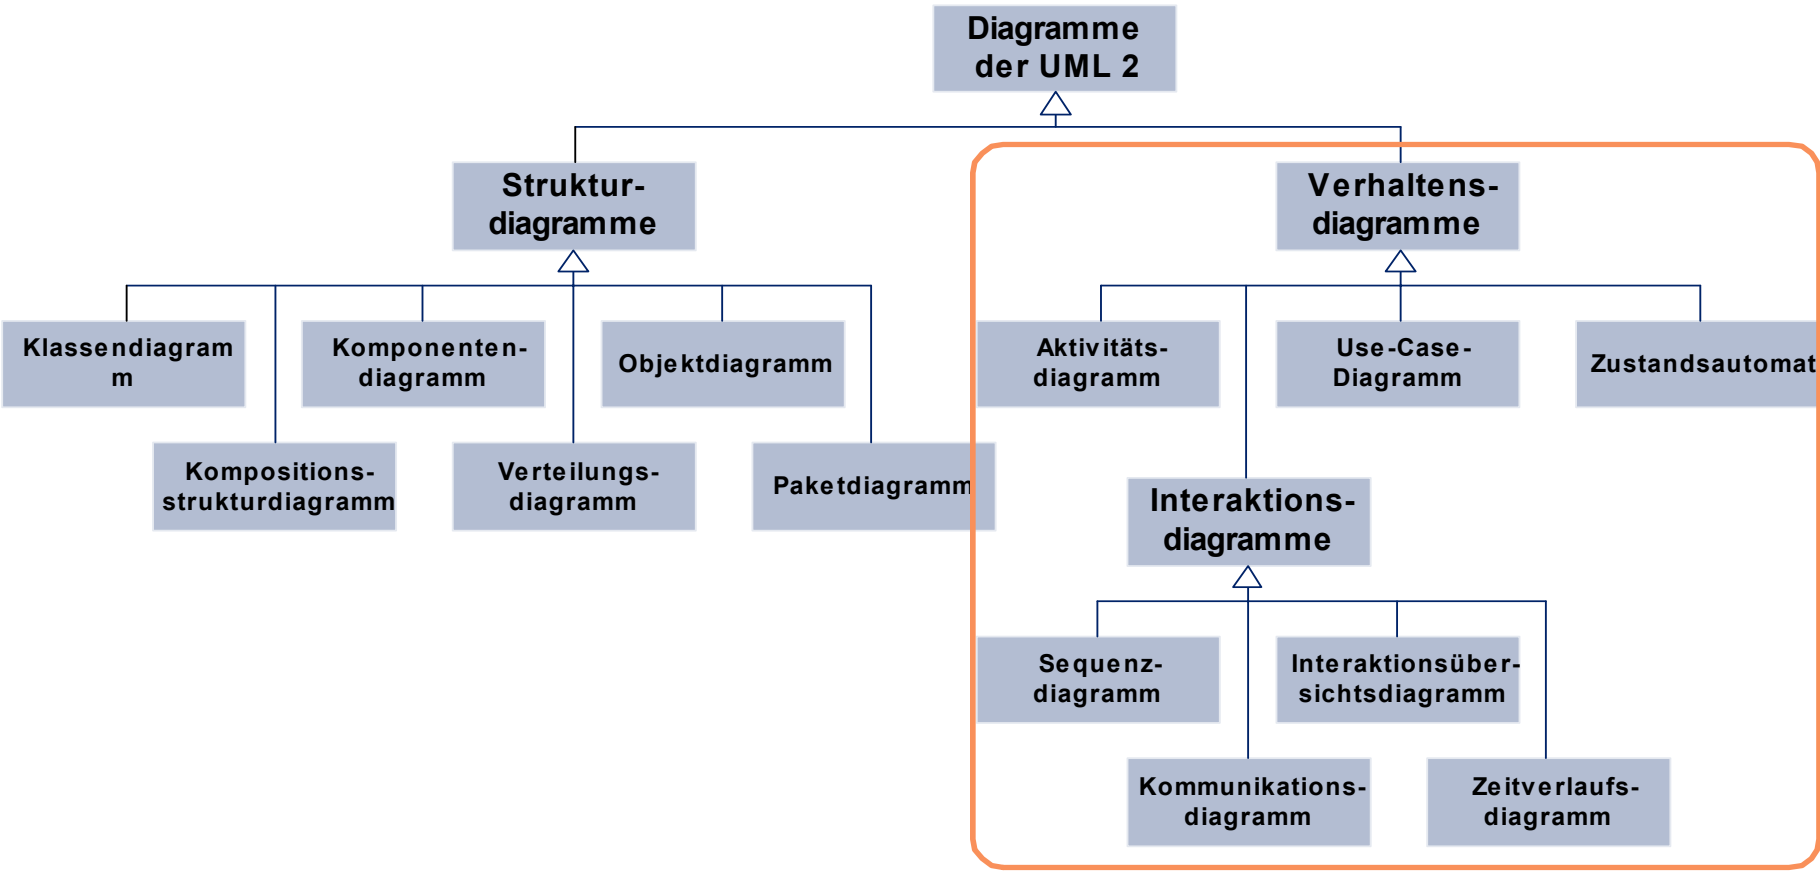 Diagramme
der UML 2
Struktur-
diagramme
Verhaltens-
diagramme
Klassendiagram
m
Komponenten-
diagramm
Objektdiagramm
Aktivitäts-
diagramm
Use-Case-
Diagramm
Zustandsautomat
Kompositions-
strukturdiagramm
Verteilungs-
diagramm
Paketdiagramm
Interaktions-
diagramme
Sequenz-
diagramm
Interaktionsüber-
sichtsdiagramm
Kommunikations-
diagramm
Zeitverlaufs-
diagramm